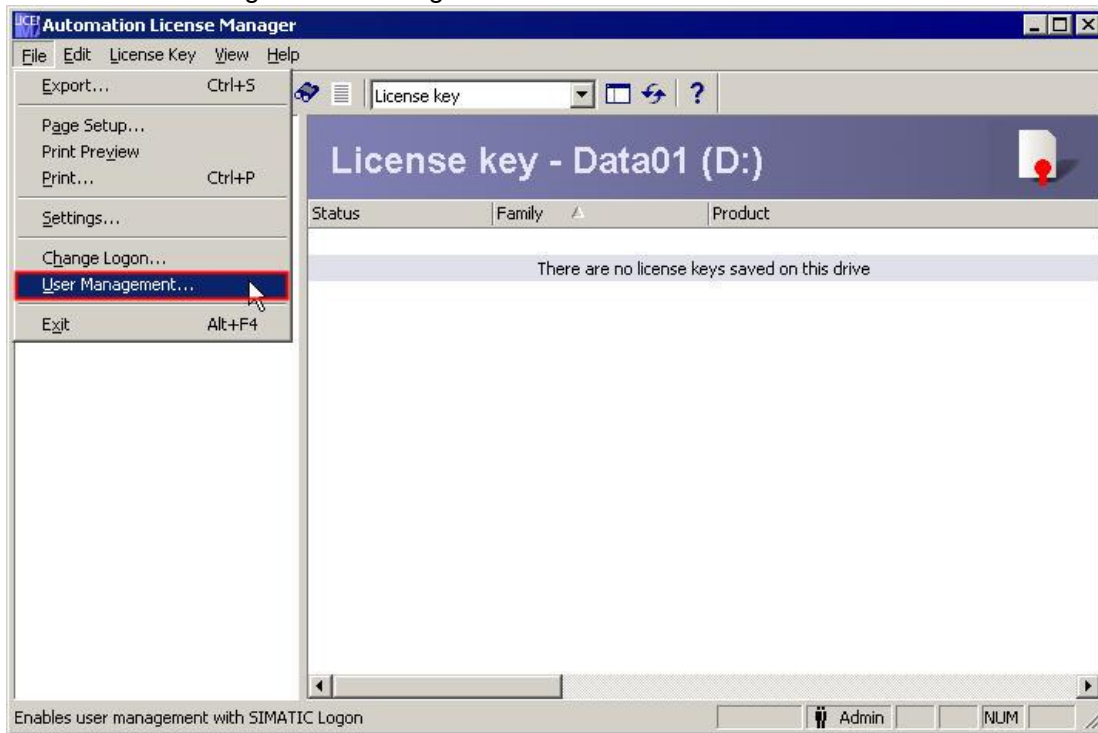 Automation License Manager
File Edit License Key View Help
Export... Ctrl+S
License key
?
Page Setup...
Print Preview
Print... Ctrl+P
License key - Data01 (D:)
Settings...
Status Family Product
Change Logon...
There are no license keys saved on this drive
User Management...
Exit Alt+F4
Enables user management with SIMATIC Logon Admin NUM